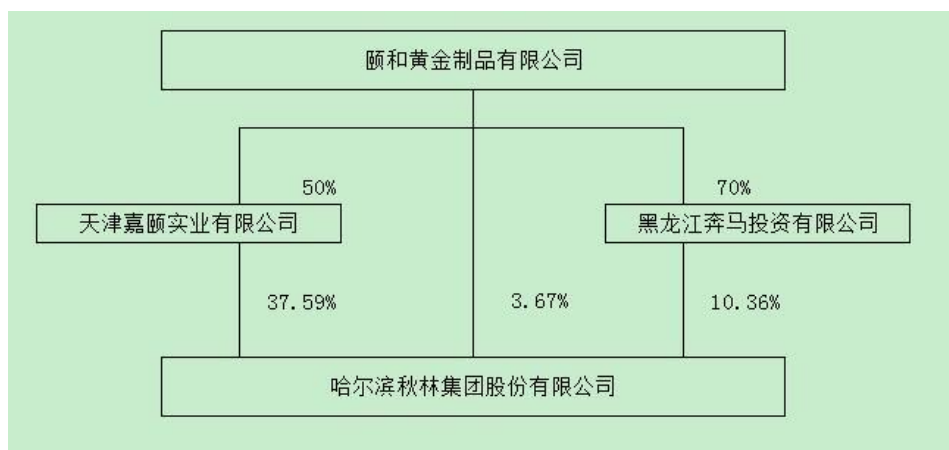 颐和黄金制品有限公司
50%
70%
天津嘉颐实业有限公司
黑龙江奔马投资有限公司
37.59%
3.67%
10.36%
哈尔滨秋林集团股份有限公司